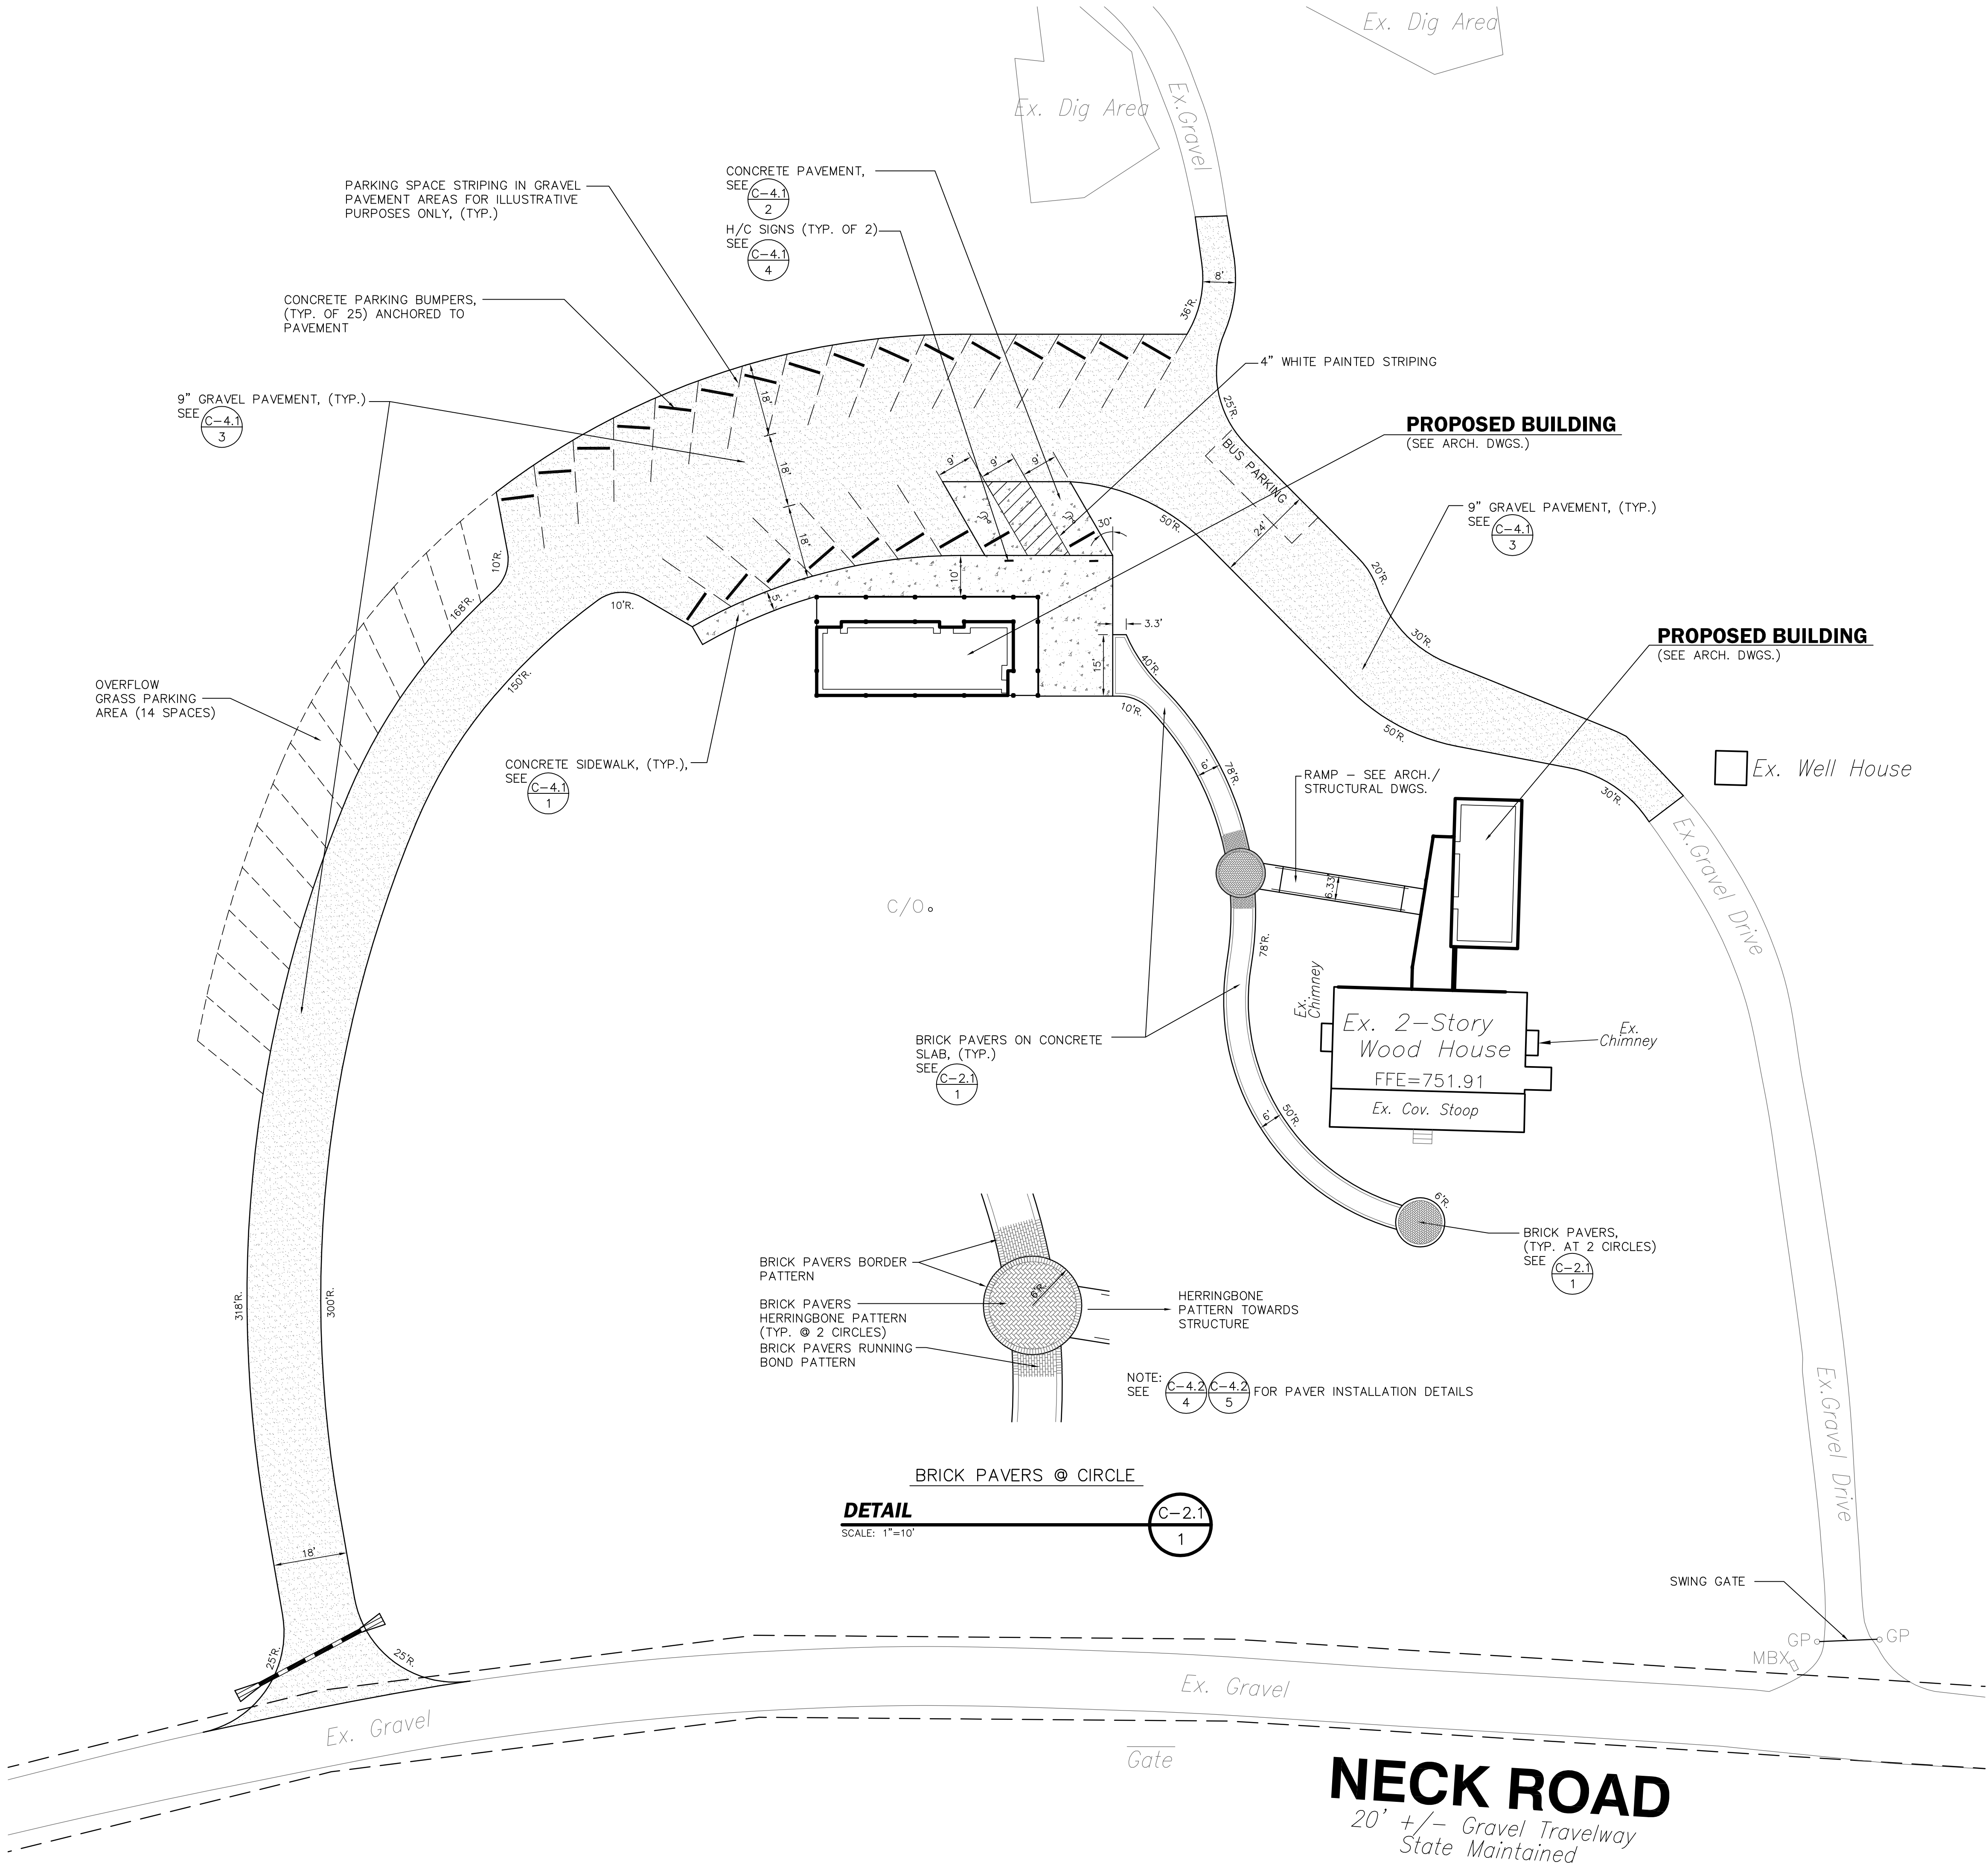 Ex. Dig Area
Ex. Dig Area
Ex.Gravel
CONCRETE PAVEMENT,
SEE C-4.1
2
H/C SIGNS (TYP. OF 2)
SEE C-4.1
4
PARKING SPACE STRIPING IN GRAVEL
PAVEMENT AREAS FOR ILLUSTRATIVE
PURPOSES ONLY, (TYP.)
CONCRETE PARKING BUMPERS,
(TYP. OF 25) ANCHORED TO
PAVEMENT
9" GRAVEL PAVEMENT, (TYP.)
SEE C-4.1
3
8'
36'R.
4" WHITE PAINTED STRIPING
25'R.
PROPOSED BUILDING
(SEE ARCH. DWGS.)
BUS PARKING
9" GRAVEL PAVEMENT, (TYP.)
SEE C-4.1
3
18'
18'
18'
9'
9'
9'
30°
50'R.
24'
20'R.
30'R.
10'
5'
10'R.
10'R.
168'R.
150'R.
3.3'
15'
40'R.
10'R.
PROPOSED BUILDING
(SEE ARCH. DWGS.)
50'R.
30'R.
OVERFLOW
GRASS PARKING
AREA (14 SPACES)
CONCRETE SIDEWALK, (TYP.),
SEE C-4.1
1
6'
78'R.
RAMP - SEE ARCH./
STRUCTURAL DWGS.
Ex. Well House
Ex.Gravel Drive
6.33'
C/O
78'R.
Ex.
Chimney
Ex. 2-Story
Wood House
FFE=751.91
Ex. Cov. Stoop
Ex.
Chimney
BRICK PAVERS ON CONCRETE
SLAB, (TYP.)
SEE C-2.1
1
6'
50'R.
6'R.
BRICK PAVERS,
(TYP. AT 2 CIRCLES)
SEE C-2.1
1
BRICK PAVERS BORDER
PATTERN
BRICK PAVERS
HERRINGBONE PATTERN
(TYP. @ 2 CIRCLES)
BRICK PAVERS RUNNING
BOND PATTERN
6'R.
HERRINGBONE
PATTERN TOWARDS
STRUCTURE
NOTE:
SEE C-4.2 C-4.2 FOR PAVER INSTALLATION DETAILS
4 5
318'R.
300'R.
Ex.Gravel Drive
BRICK PAVERS @ CIRCLE
DETAIL
SCALE: 1"=10'
C-2.1
1
18'
25'R.
25'R.
SWING GATE
GP
GP
MBX
Ex. Gravel
Ex. Gravel
Gate
NECK ROAD
20' +/- Gravel Travelway
State Maintained